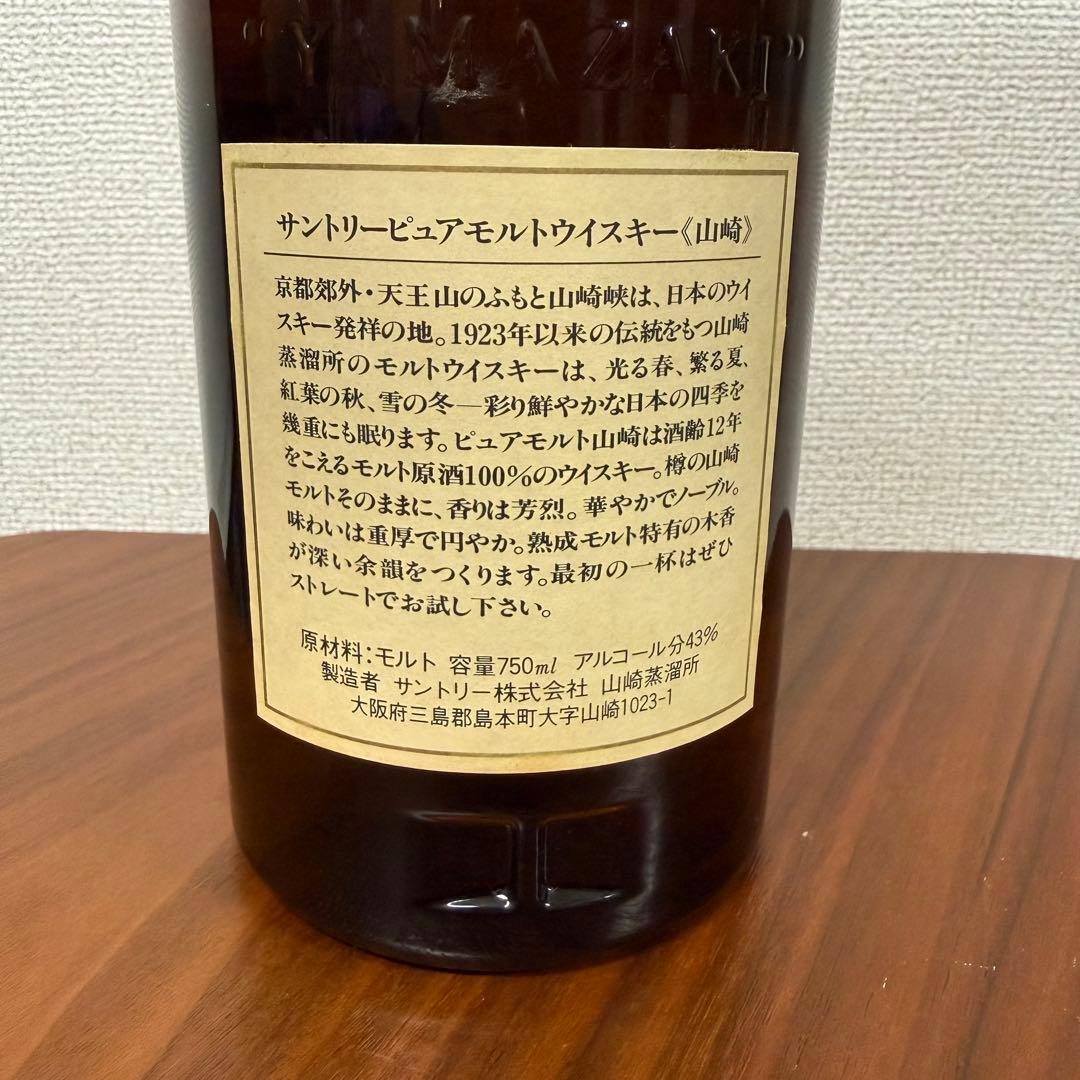 "YAMAZAKI"
サントリーピュアモルトウイスキー《山崎》
京都郊外・天王山のふもと山崎峡は、日本のウイ
スキー発祥の地。1923年以来の伝統をもつ山崎
蒸溜所のモルトウイスキーは、光る春、繁る夏、
紅葉の秋、雪の冬—彩り鮮やかな日本の四季を
幾重にも眠ります。ピュアモルト山崎は酒齢12年
をこえるモルト原酒100%のウイスキー。樽の山崎
モルトそのままに、香りは芳烈。華やかでノーブル。
味わいは重厚で円やか。熟成モルト特有の木香
が深い余韻をつくります。最初の一杯はぜひ
ストレートでお試し下さい。
原材料:モルト 容量750ml アルコール分43%
製造者 サントリー株式会社 山崎蒸溜所
大阪府三島郡島本町大字山崎1023-1